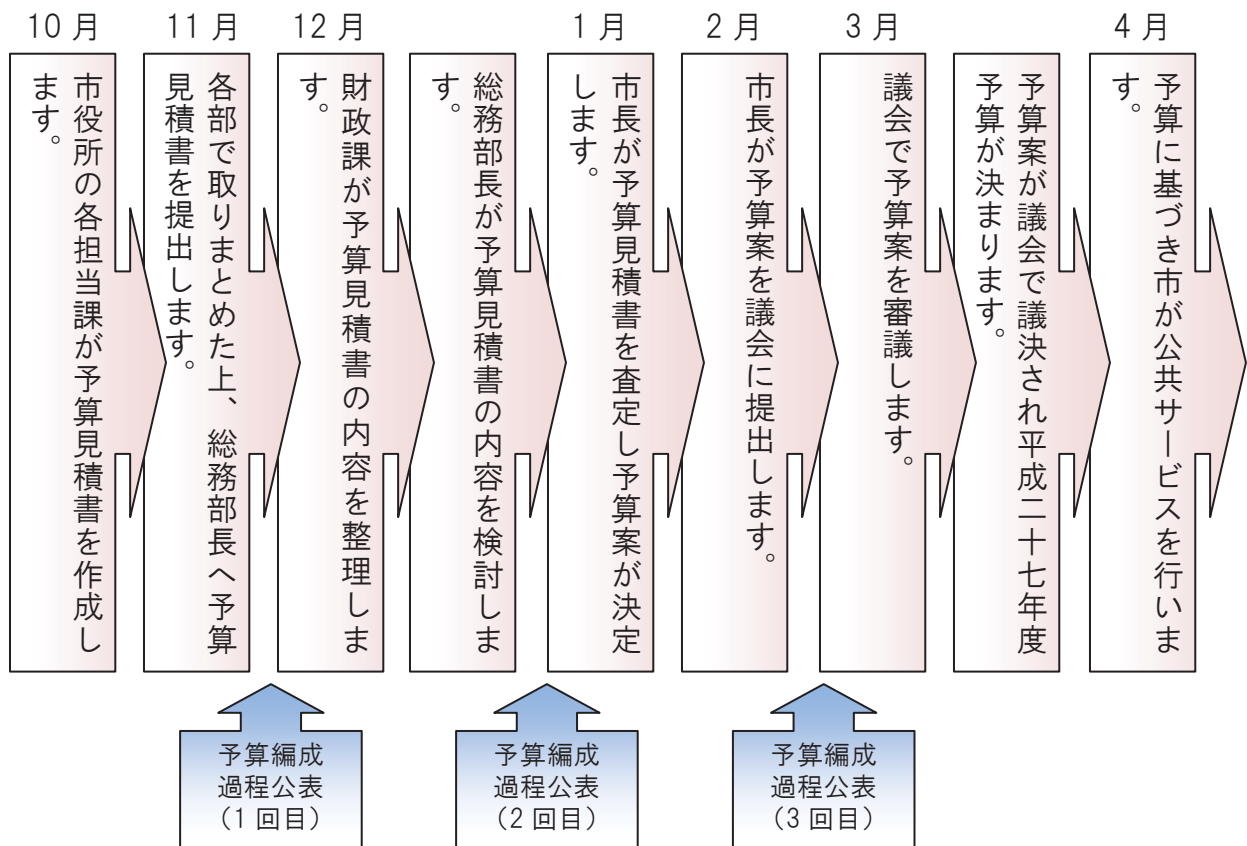 10月
市役所の各担当課が予算見積書を作成し
ます。
11月
各部で取りまとめた上、総務部長へ予算
見積書を提出します。
12月
財政課が予算見積書の内容を整理しま
す。
総務部長が予算見積書の内容を検討しま
す。
1月
市長が予算見積書を査定し予算案が決定
します。
2月
市長が予算案を議会に提出します。
3月
議会で予算案を審議します。
予算案が議会で議決され平成二十七年度
予算が決まります。
4月
予算に基づき市が公共サービスを行いま
す。
予算編成
過程公表
(1回目)
予算編成
過程公表
(2回目)
予算編成
過程公表
(3回目)